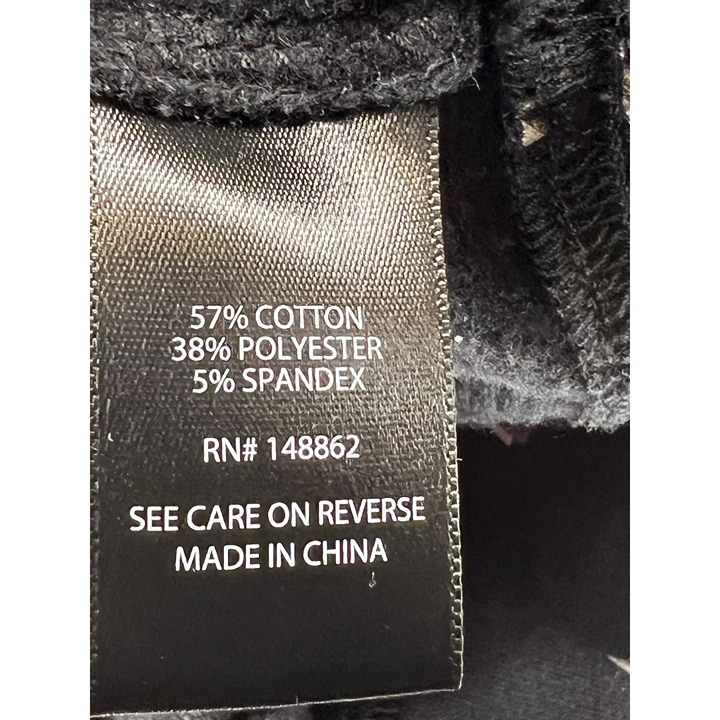 57% COTTON
38% POLYESTER
5% SPANDEX
RN# 148862
SEE CARE ON REVERSE
MADE IN CHINA